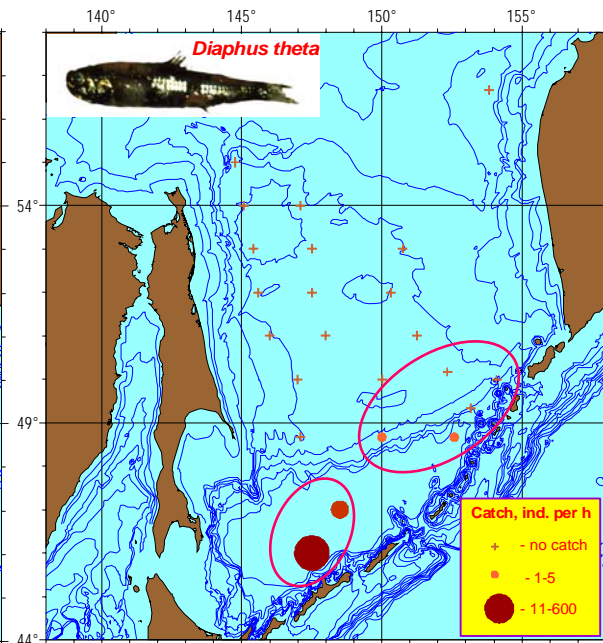 140° 145° 150° 155°
Diaphus theta
54°
49°
44°
Catch, ind. per h
+ - no catch
- 1-5
- 11-600